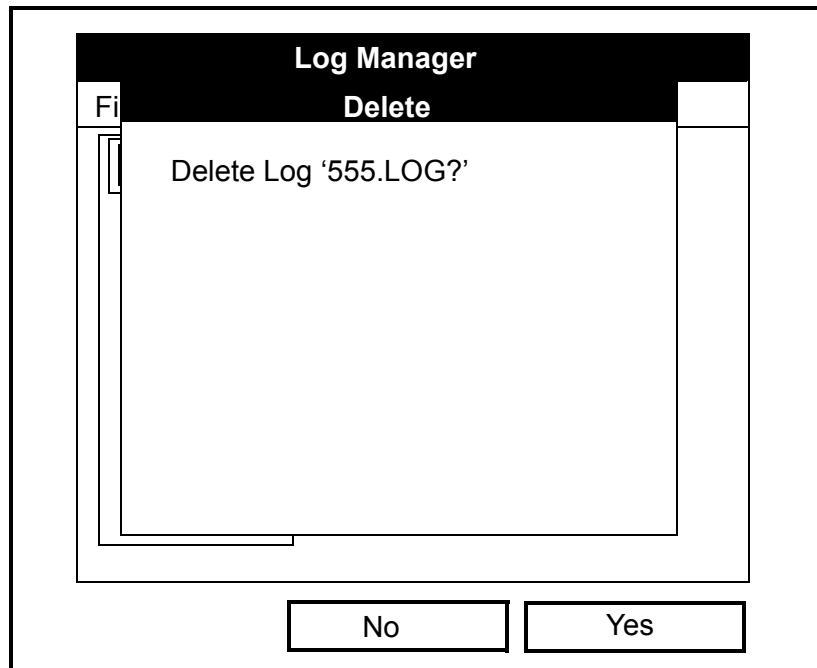 Log Manager
Fi
Delete
Delete Log ‘555.LOG?’
No
Yes